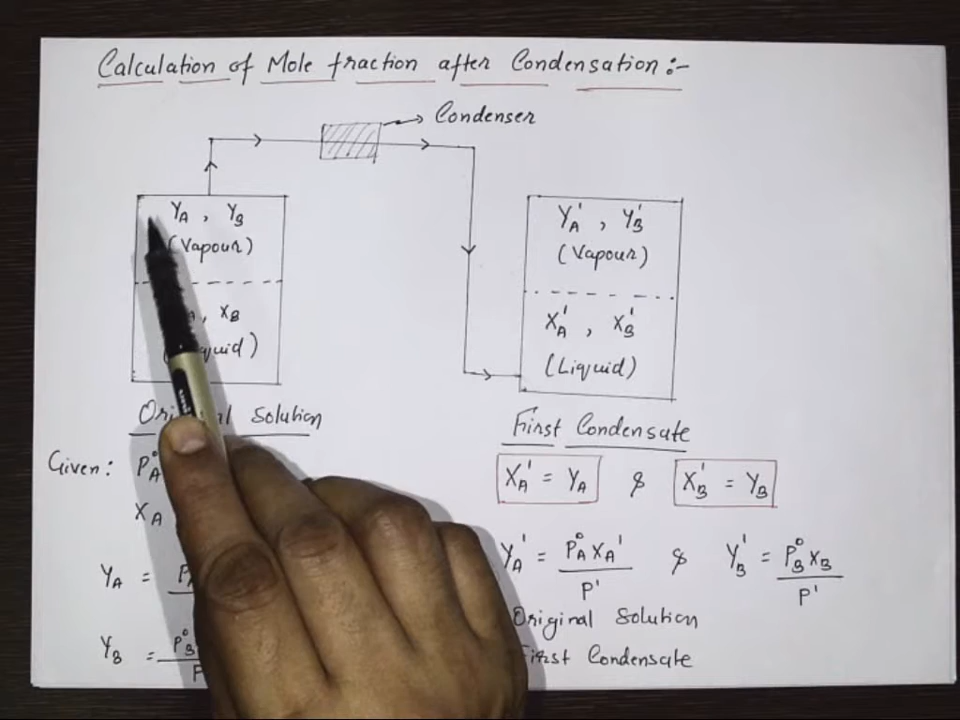 Calculation of Mole fraction after Condensation :-
Condenser
YA , YB
(Vapour)
, XB
YA' , YB'
(Vapour)
XA' , XB'
(Liquid)
Solution
First Condensate
Given: PA°
XA
XA' = YA & XB' = YB
YA =
YA' = PA° XA' / P' & YB' = PB° XB / P'
YB = PB°
Original Solution
First Condensate